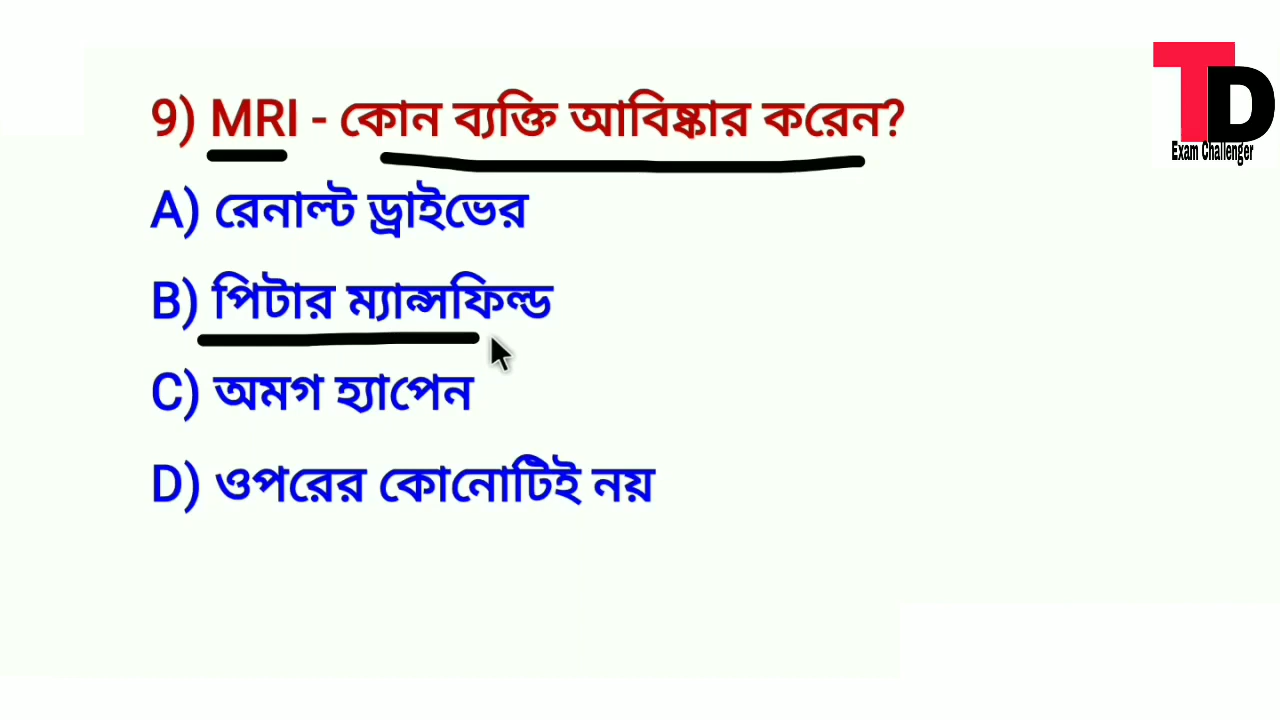 9) MRI - কোন ব্যক্তি আবিষ্কার করেন?
A) রেনাল্ট ড্রাইভের
B) পিটার ম্যান্সফিল্ড
C) অমগ হ্যাপেন
D) ওপরের কোনোটিই নয়
TD
Exam Challenger